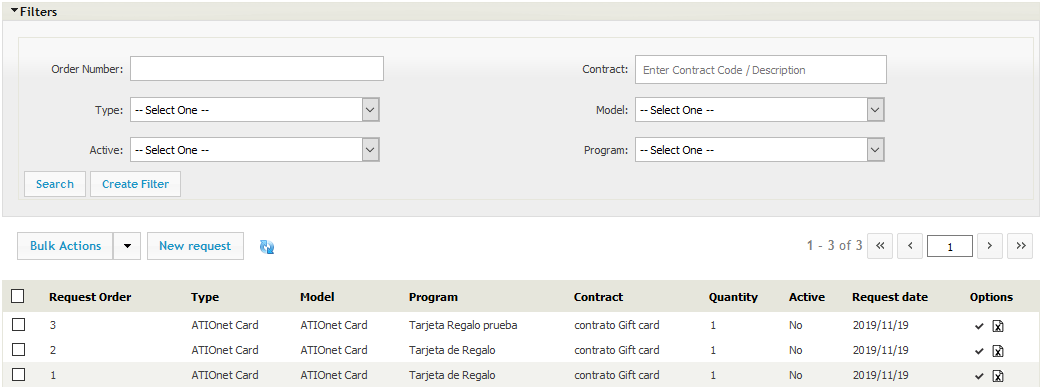 Filters
Order Number: Contract: Enter Contract Code / Description
Type: -- Select One -- Model: -- Select One --
Active: -- Select One -- Program: -- Select One --
Search Create Filter
Bulk Actions New request 1 - 3 of 3 « ‹ 1 › »
Request Order Type Model Program Contract Quantity Active Request date Options
3 ATIOnet Card ATIOnet Card Tarjeta Regalo prueba contrato Gift card 1 No 2019/11/19
2 ATIOnet Card ATIOnet Card Tarjeta de Regalo contrato Gift card 1 No 2019/11/19
1 ATIOnet Card ATIOnet Card Tarjeta de Regalo contrato Gift card 1 No 2019/11/19